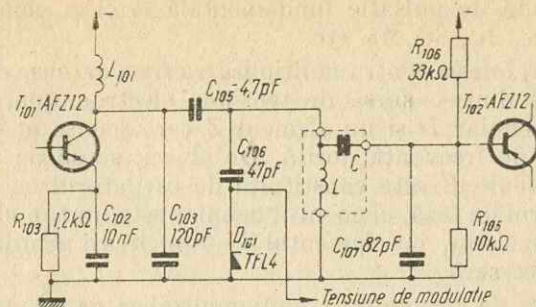 R106
33kΩ
L101
T101-AFZ12
C105-4,7pF
T102-AFZ12
C106
47pF
C
L
R103
1,2kΩ
C102
10nF
C103
120pF
D101
TFL4
C107-82pF
R105
10kΩ
Tensiune de modulație